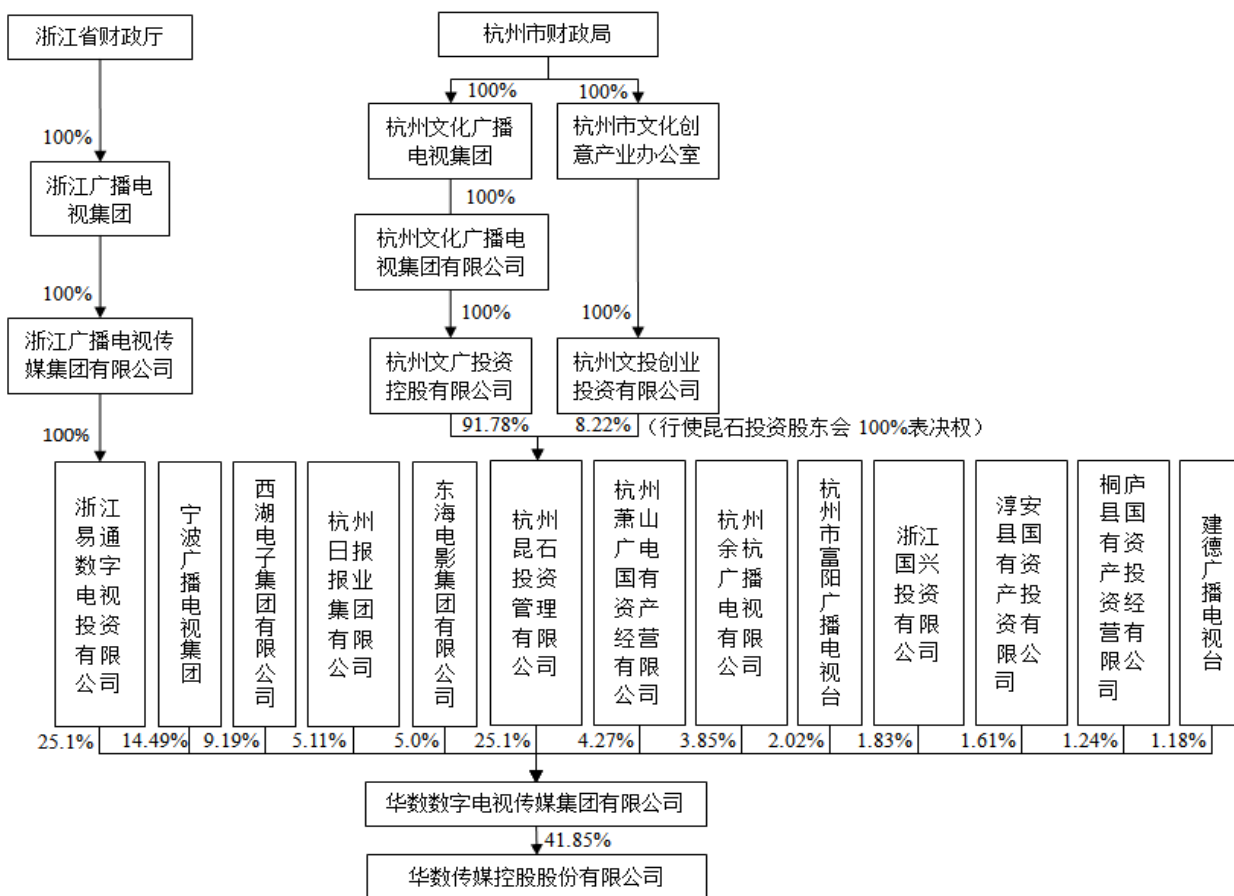 浙江省财政厅
杭州市财政局
100%
100%
杭州文化广播
电视集团
杭州市文化创
意产业办公室
100%
浙江广播电
视集团
100%
杭州文化广播电
视集团有限公司
100%
100%
100%
浙江广播电视传
媒集团有限公司
杭州文广投资
控股有限公司
杭州文投创业
投资有限公司
100%
91.78%
8.22%
（行使昆石投资股东会 100%表决权）
浙江
易通
数字
电视
投资
有限
公司
宁波广播电视集团
西湖电子集团有限公司
杭州
日报
报业
集团
有限
公司
东海电影集团有限公司
杭州
昆石
投资
管理
有限
公司
杭州
萧山
广电
国有
资产
经营
有限
公司
杭州
余杭
广播
电视
有限
公司
杭州市富阳广播电视台
浙江
国兴
投资
有限
公司
淳安
县国
有资
产投
资有
限公
司
桐庐
县国
有资
产投
资经
营有
限公
司
建德广播电视台
25.1%
14.49%
9.19%
5.11%
5.0%
25.1%
4.27%
3.85%
2.02%
1.83%
1.61%
1.24%
1.18%
华数数字电视传媒集团有限公司
41.85%
华数传媒控股股份有限公司